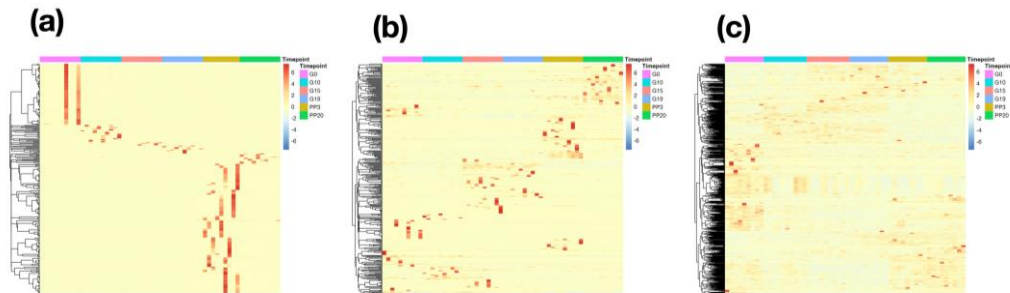 (a)
(b)
(c)
Timepoint
6
4
2
0
-2
-4
-6
Timepoint
G0
G10
G15
G19
PP3
PP20
Timepoint
6
4
2
0
-2
-4
-6
Timepoint
G0
G10
G15
G19
PP3
PP20
Timepoint
6
4
2
0
-2
-4
-6
Timepoint
G0
G10
G15
G19
PP3
PP20